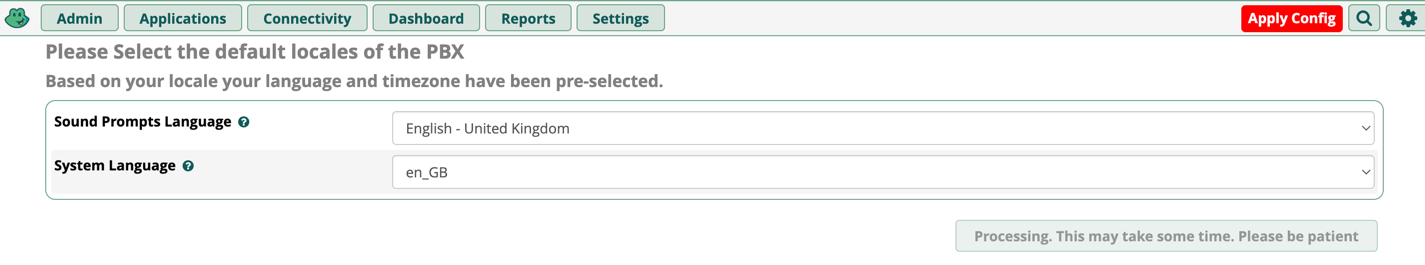 Admin Applications Connectivity Dashboard Reports Settings Apply Config
Please Select the default locales of the PBX
Based on your locale your language and timezone have been pre-selected.
Sound Prompts Language ?
English - United Kingdom
System Language ?
en_GB
Processing. This may take some time. Please be patient